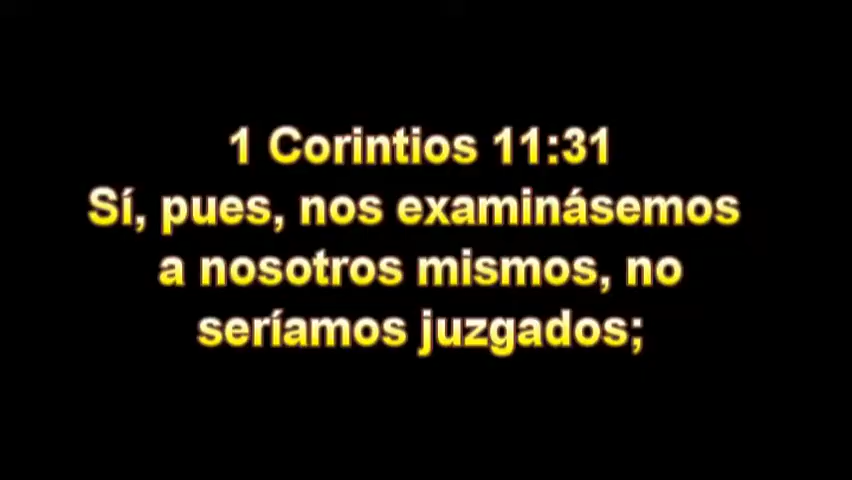 1 Corintios 11:31
Sí, pues, nos examinásemos
a nosotros mismos, no
seríamos juzgados;